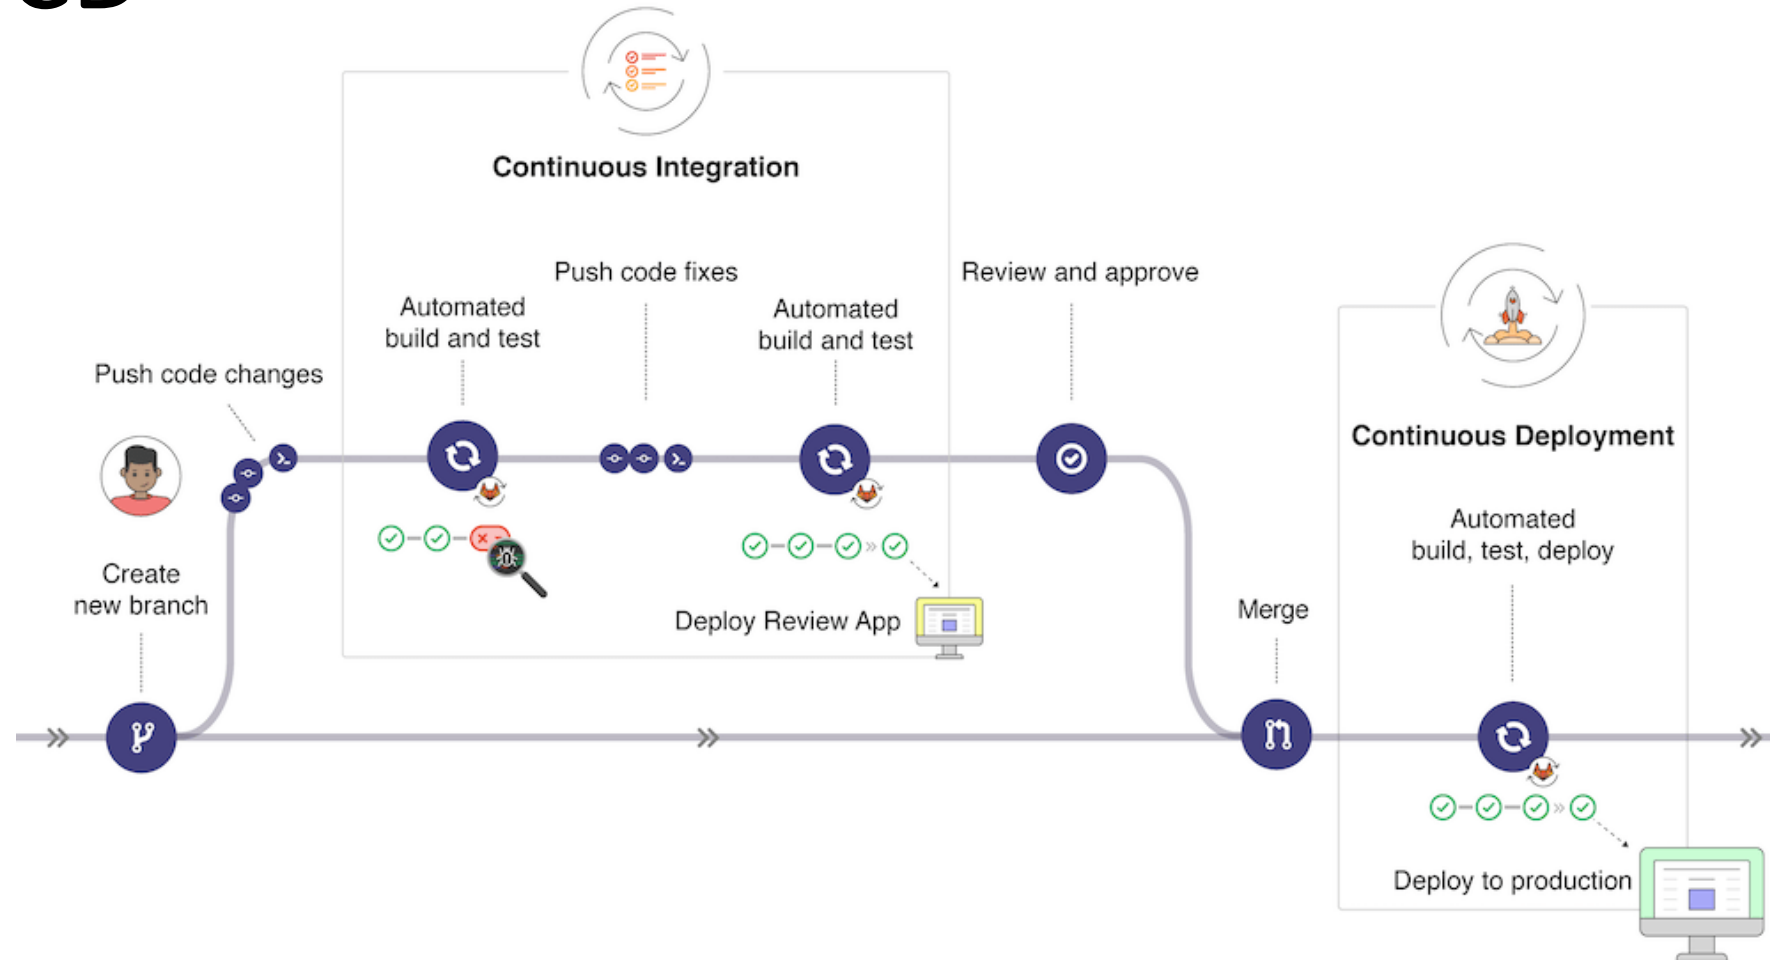 Continuous Integration
Push code fixes
Review and approve
Automated
build and test
Automated
build and test
Push code changes
Continuous Deployment
Automated
build, test, deploy
Create
new branch
Merge
Deploy Review App
Deploy to production